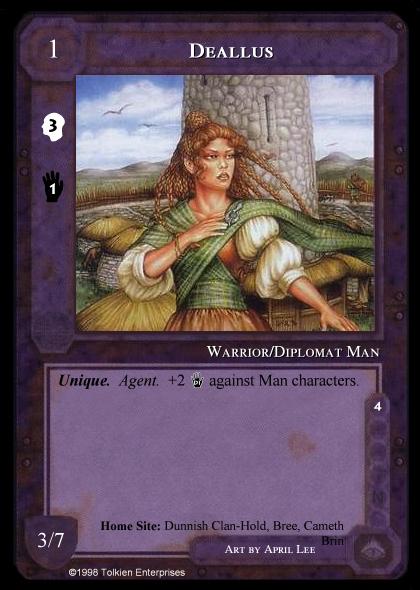 1
DEALLUS
3
1
WARRIOR/DIPLOMAT MAN
Unique. Agent. +2 DI against Man characters.
4
Home Site: Dunnish Clan-Hold, Bree, Cameth
Brin
3/7
ART BY APRIL LEE
©1998 Tolkien Enterprises